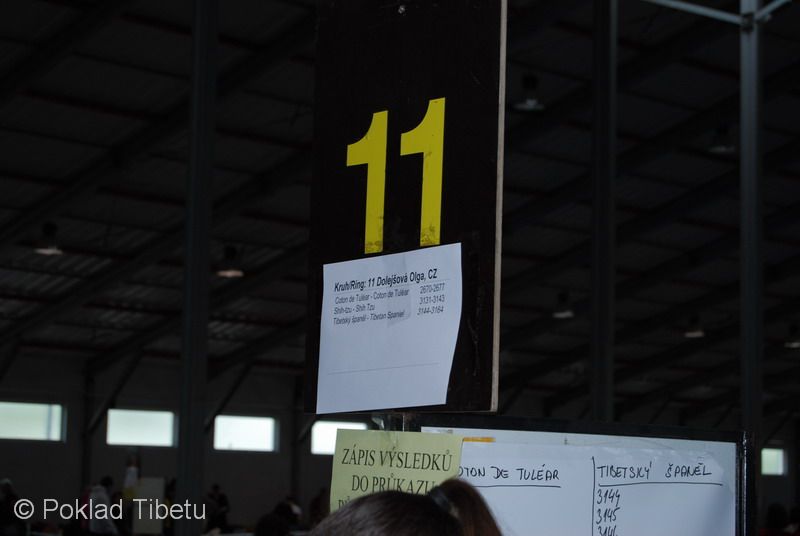 11
Kruh/Ring: 11 Dolejšová Olga, CZ
Coton de Tuléar - Coton de Tuléar 2670-2677
Shih-tzu - Shih Tzu 3131-3143
Tibetský španěl - Tibetan Spaniel 3144-3164
ZÁPIS VÝSLEDKŮ
DO PRŮKAZU
OTON DE TULÉAR
TIBETSKÝ ŠPANĚL
3144
3145
3146
© Poklad Tibetu